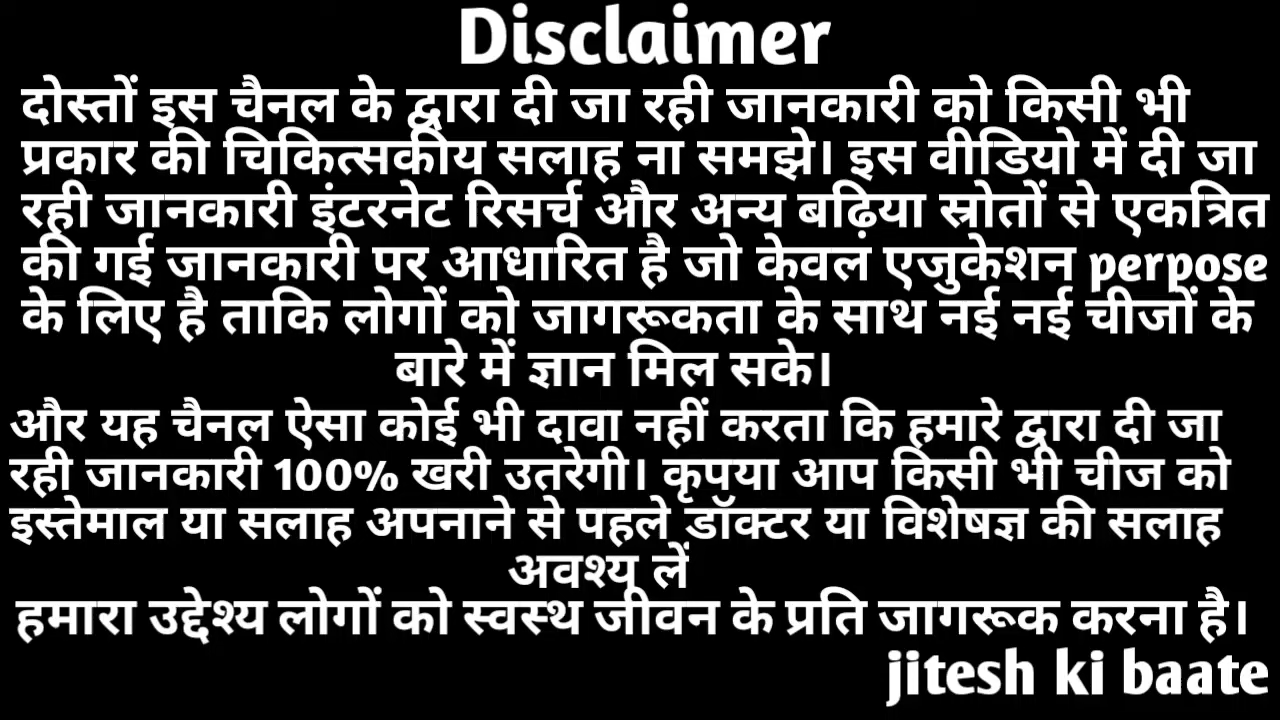 Disclaimer
दोस्तों इस चैनल के द्वारा दी जा रही जानकारी को किसी भी
प्रकार की चिकित्सकीय सलाह ना समझे। इस वीडियो में दी जा
रही जानकारी इंटरनेट रिसर्च और अन्य बढ़िया स्रोतों से एकत्रित
की गई जानकारी पर आधारित है जो केवल एजुकेशन perpose
के लिए है ताकि लोगों को जागरूकता के साथ नई नई चीजों के
बारे में ज्ञान मिल सके।
और यह चैनल ऐसा कोई भी दावा नहीं करता कि हमारे द्वारा दी जा
रही जानकारी 100% खरी उतरेगी। कृपया आप किसी भी चीज को
इस्तेमाल या सलाह अपनाने से पहले डॉक्टर या विशेषज्ञ की सलाह
अवश्य लें
हमारा उद्देश्य लोगों को स्वस्थ जीवन के प्रति जागरूक करना है।
jitesh ki baate